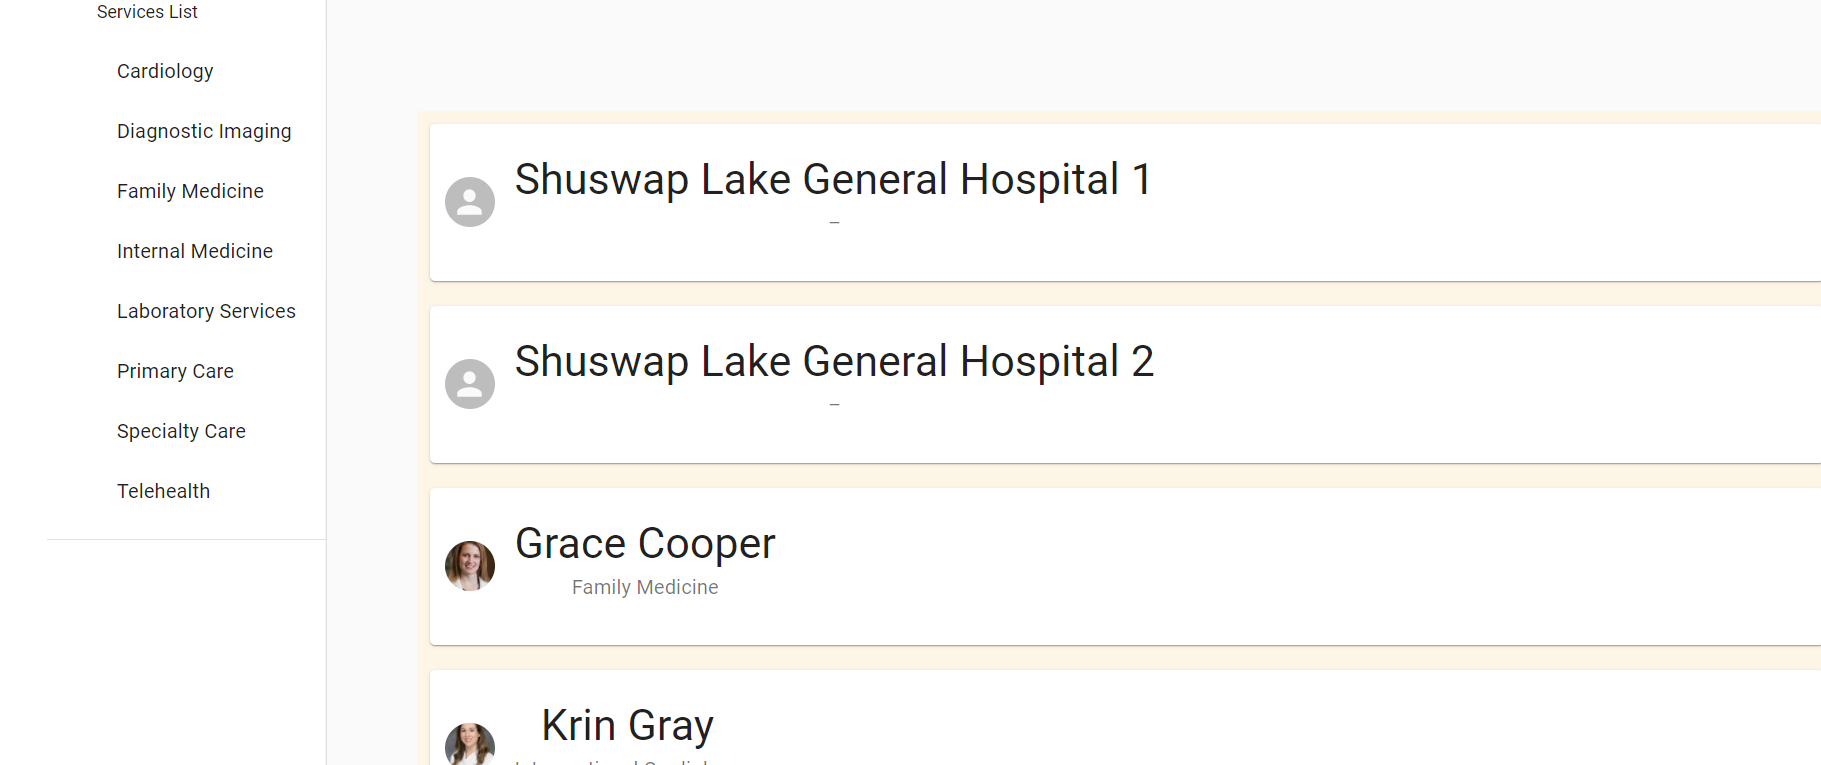 Services List
Cardiology
Diagnostic Imaging
Family Medicine
Internal Medicine
Laboratory Services
Primary Care
Specialty Care
Telehealth
Shuswap Lake General Hospital 1
–
Shuswap Lake General Hospital 2
–
Grace Cooper
Family Medicine
Krin Gray